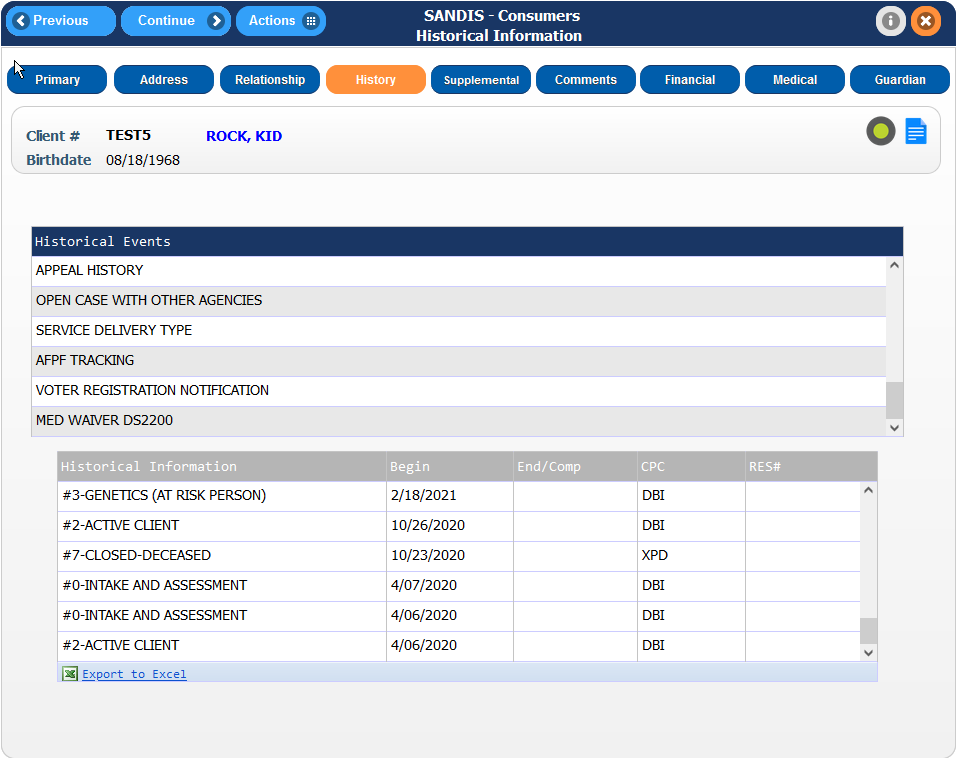 Previous Continue Actions SANDIS - Consumers
Historical Information
Primary Address Relationship History Supplemental Comments Financial Medical Guardian
Client # TEST5 ROCK, KID
Birthdate 08/18/1968
Historical Events
APPEAL HISTORY
OPEN CASE WITH OTHER AGENCIES
SERVICE DELIVERY TYPE
AFPF TRACKING
VOTER REGISTRATION NOTIFICATION
MED WAIVER DS2200
Historical Information Begin End/Comp CPC RES#
#3-GENETICS (AT RISK PERSON) 2/18/2021 DBI
#2-ACTIVE CLIENT 10/26/2020 DBI
#7-CLOSED-DECEASED 10/23/2020 XPD
#0-INTAKE AND ASSESSMENT 4/07/2020 DBI
#0-INTAKE AND ASSESSMENT 4/06/2020 DBI
#2-ACTIVE CLIENT 4/06/2020 DBI
Export to Excel